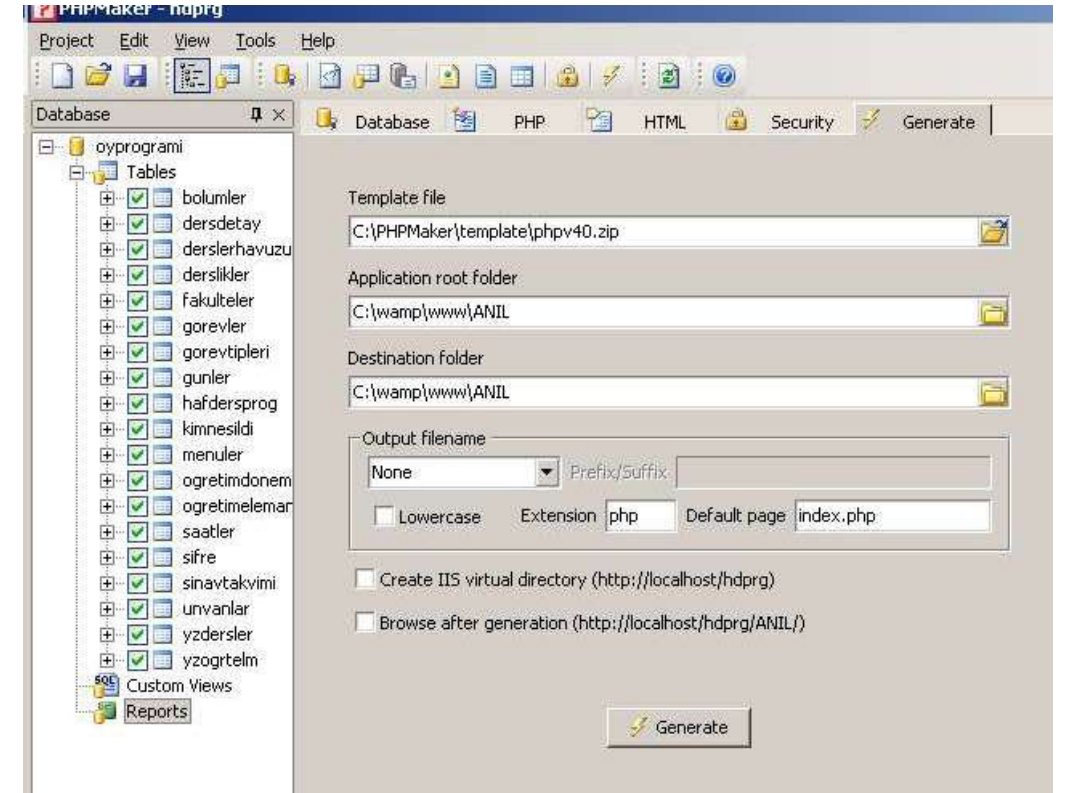 PHPMaker - hdprg
Project Edit View Tools Help
Database
Database PHP HTML Security Generate
oyprogrami
Tables
bolumler
dersdetay
derslerhavuzu
derslikler
fakulteler
gorevler
gorevtipleri
gunler
hafdersprog
kimnesildi
menuler
ogretimdonem
ogretimelemar
saatler
sifre
sinavtakvimi
unvanlar
yzdersler
yzogrtelm
SQL Custom Views
Reports
Template file
C:\PHPMaker\template\phpv40.zip
Application root folder
C:\wamp\www\ANIL
Destination folder
C:\wamp\www\ANIL
Output filename
None Prefix/Suffix
Lowercase Extension php Default page index.php
Create IIS virtual directory (http://localhost/hdprg)
Browse after generation (http://localhost/hdprg/ANIL/)
Generate